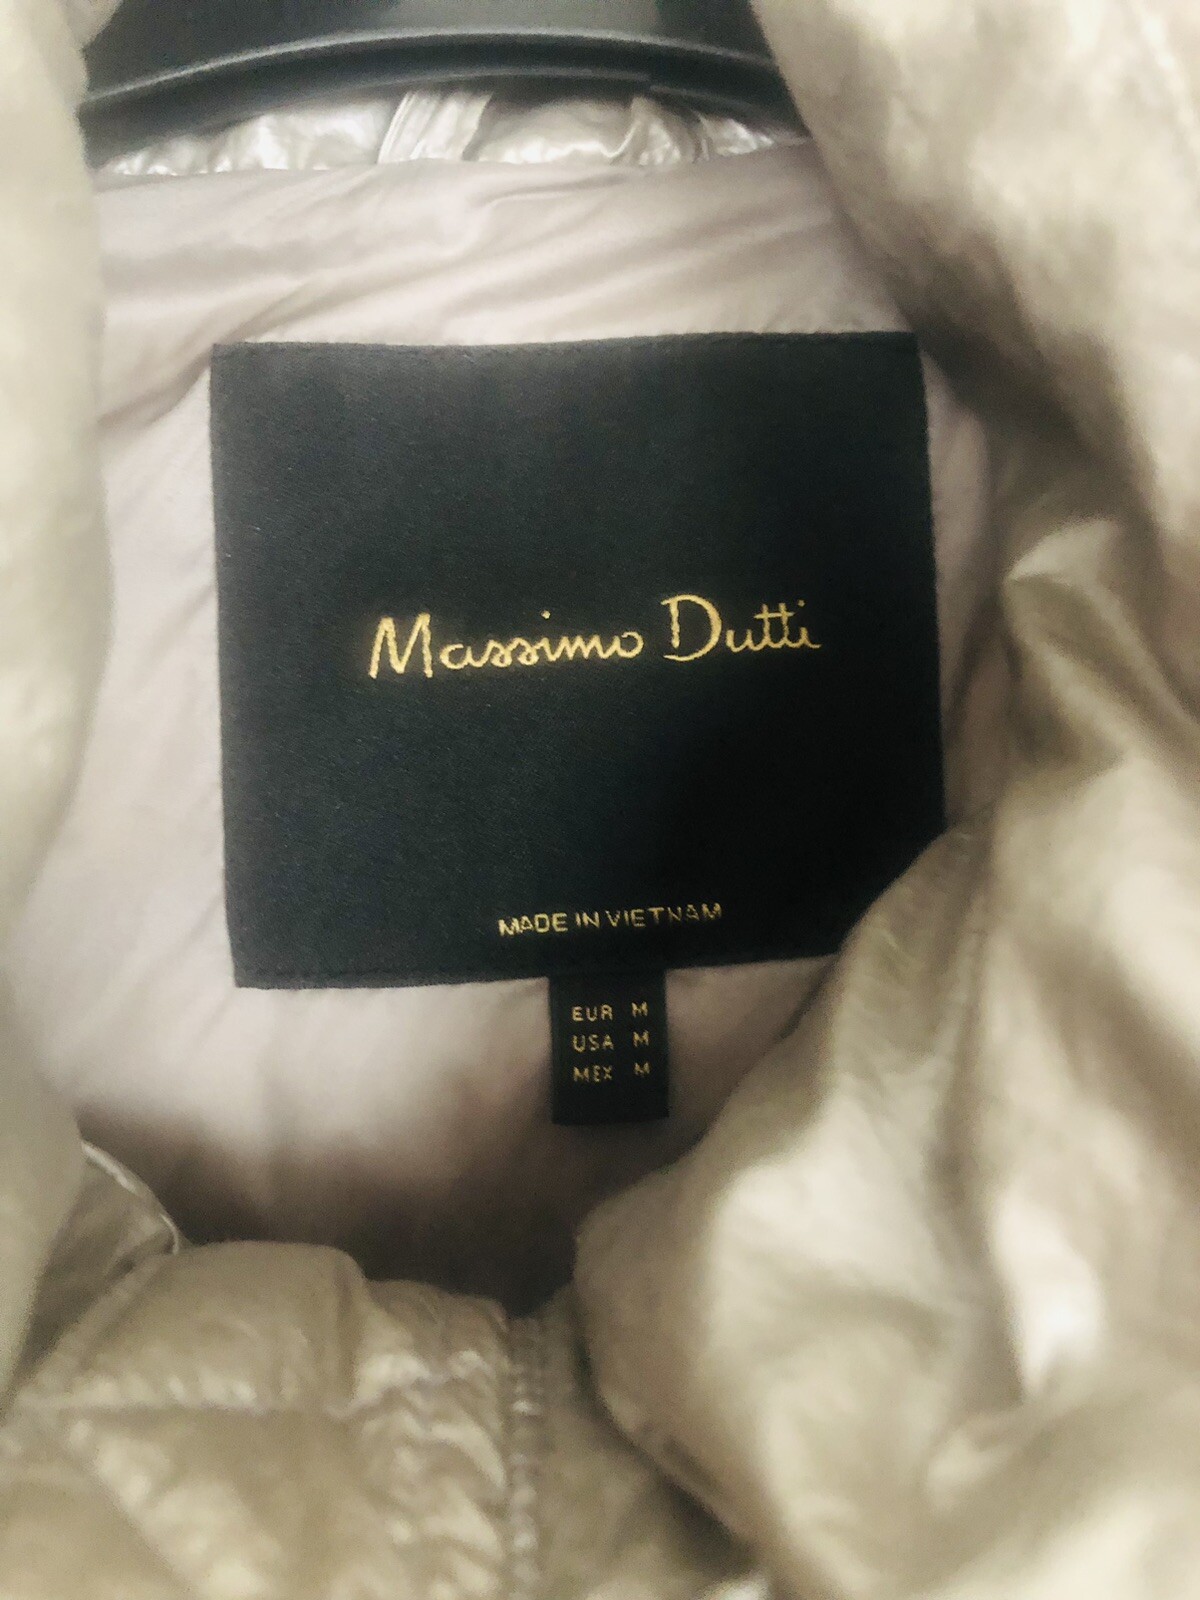 Massimo Dutti
MADE IN VIETNAM
EUR M
USA M
MEX M